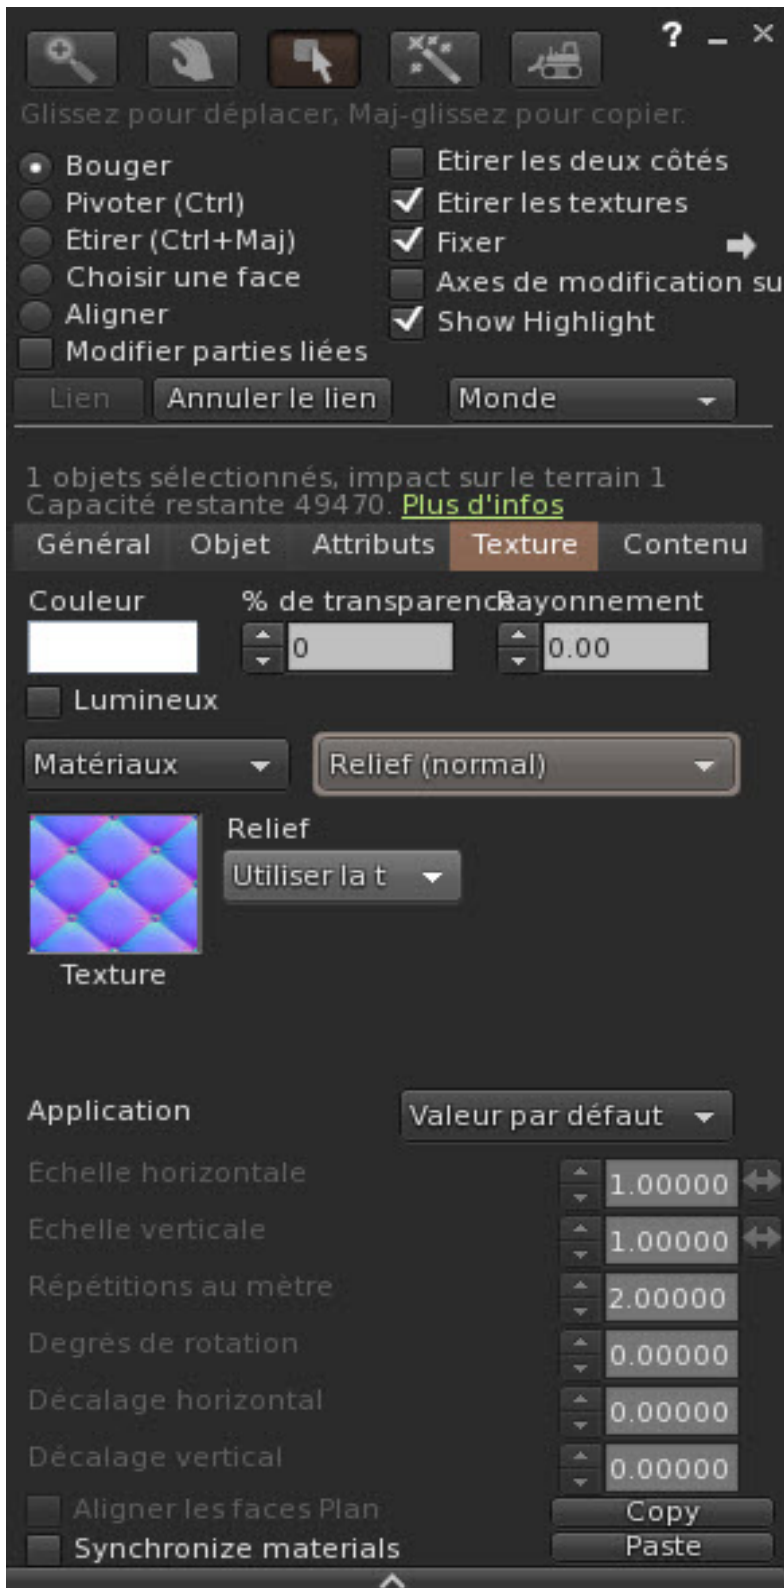 ?
Glissez pour déplacer, Maj-glissez pour copier.
Bouger
Pivoter (Ctrl)
Etirer (Ctrl+Maj)
Choisir une face
Aligner
Modifier parties liées
Etirer les deux côtés
Etirer les textures
Fixer
Axes de modification su
Show Highlight
Lien Annuler le lien Monde
1 objets sélectionnés, impact sur le terrain 1
Capacité restante 49470. Plus d'infos
Général Objet Attributs Texture Contenu
Couleur % de transparence Rayonnement
0 0.00
Lumineux
Matériaux Relief (normal)
Relief
Utiliser la t
Texture
Application Valeur par défaut
Echelle horizontale 1.00000
Echelle verticale 1.00000
Répétitions au mètre 2.00000
Degrés de rotation 0.00000
Décalage horizontal 0.00000
Décalage vertical 0.00000
Aligner les faces Plan Copy
Synchronize materials Paste